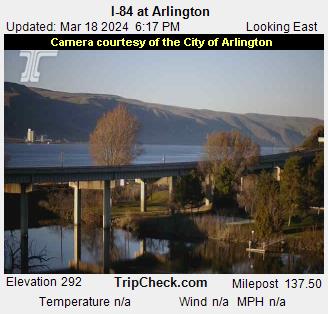 I-84 at Arlington
Updated: Mar 18 2024 6:17 PM Looking East
Camera courtesy of the City of Arlington
Elevation 292 TripCheck.com Milepost 137.50
Temperature n/a Wind n/a MPH n/a